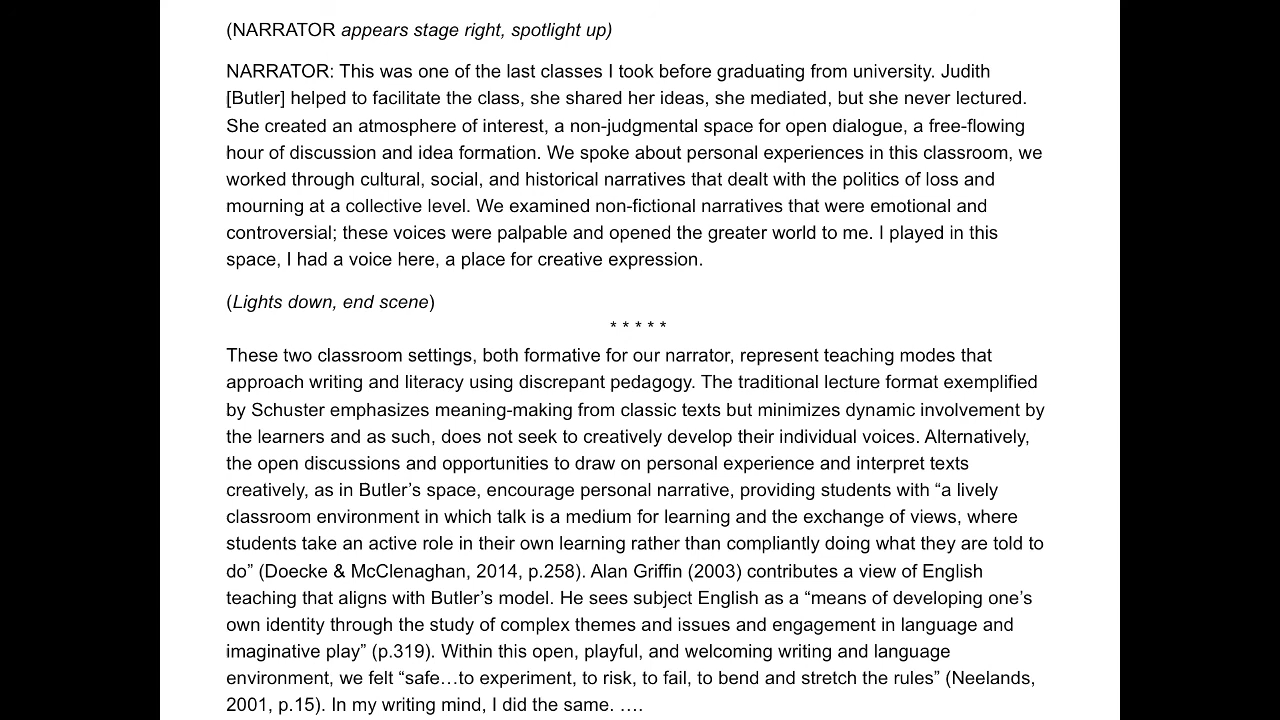 (NARRATOR appears stage right, spotlight up)
NARRATOR: This was one of the last classes I took before graduating from university. Judith
[Butler] helped to facilitate the class, she shared her ideas, she mediated, but she never lectured.
She created an atmosphere of interest, a non-judgmental space for open dialogue, a free-flowing
hour of discussion and idea formation. We spoke about personal experiences in this classroom, we
worked through cultural, social, and historical narratives that dealt with the politics of loss and
mourning at a collective level. We examined non-fictional narratives that were emotional and
controversial; these voices were palpable and opened the greater world to me. I played in this
space, I had a voice here, a place for creative expression.
(Lights down, end scene)
* * * * *
These two classroom settings, both formative for our narrator, represent teaching modes that
approach writing and literacy using discrepant pedagogy. The traditional lecture format exemplified
by Schuster emphasizes meaning-making from classic texts but minimizes dynamic involvement by
the learners and as such, does not seek to creatively develop their individual voices. Alternatively,
the open discussions and opportunities to draw on personal experience and interpret texts
creatively, as in Butler’s space, encourage personal narrative, providing students with “a lively
classroom environment in which talk is a medium for learning and the exchange of views, where
students take an active role in their own learning rather than compliantly doing what they are told to
do” (Doecke & McClenaghan, 2014, p.258). Alan Griffin (2003) contributes a view of English
teaching that aligns with Butler’s model. He sees subject English as a “means of developing one’s
own identity through the study of complex themes and issues and engagement in language and
imaginative play” (p.319). Within this open, playful, and welcoming writing and language
environment, we felt “safe…to experiment, to risk, to fail, to bend and stretch the rules” (Neelands,
2001, p.15). In my writing mind, I did the same. ….